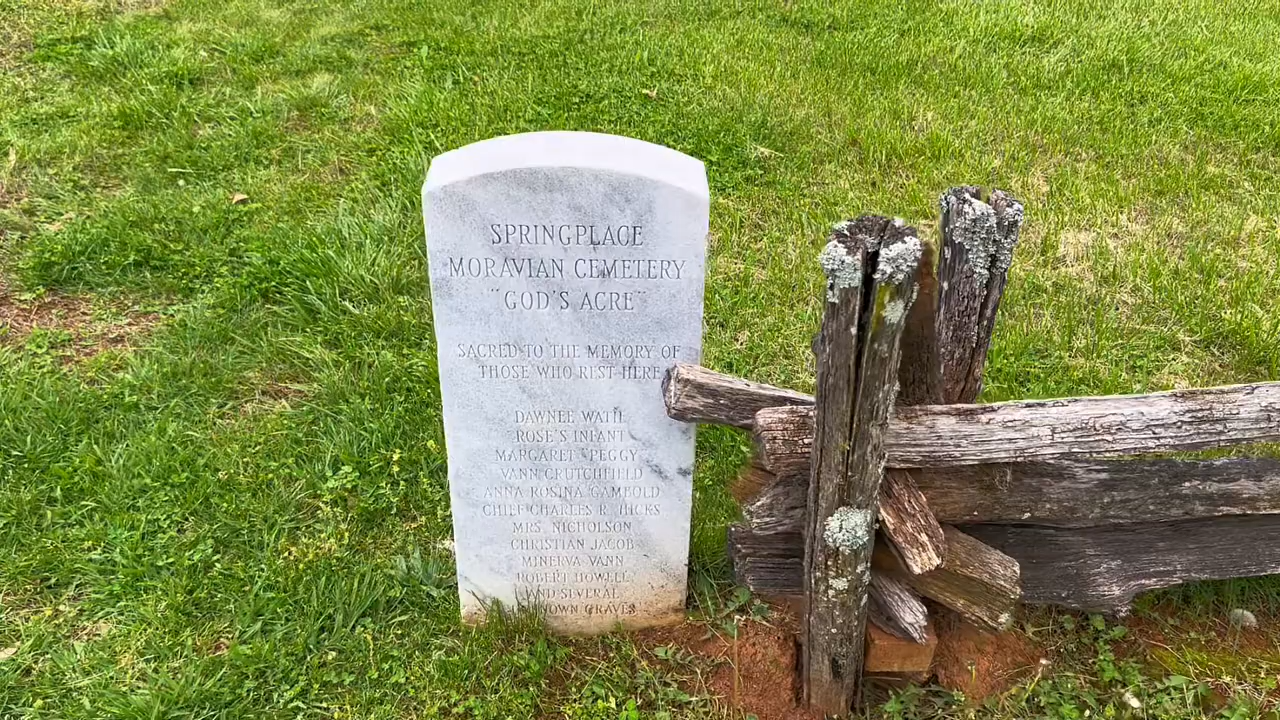 SPRINGPLACE
MORAVIAN CEMETERY
"GOD'S ACRE"
SACRED TO THE MEMORY OF
THOSE WHO REST HERE
DAWNEE WATIE
ROSE'S INFANT
MARGARET "PEGGY"
VANN CRUTCHFIELD
ANNA ROSINA GAMBOLD
CHIEF CHARLES R. HICKS
MRS. NICHOLSON
CHRISTIAN JACOB
MINERVA VANN
ROBERT HOWELL
AND SEVERAL
UNKNOWN GRAVES